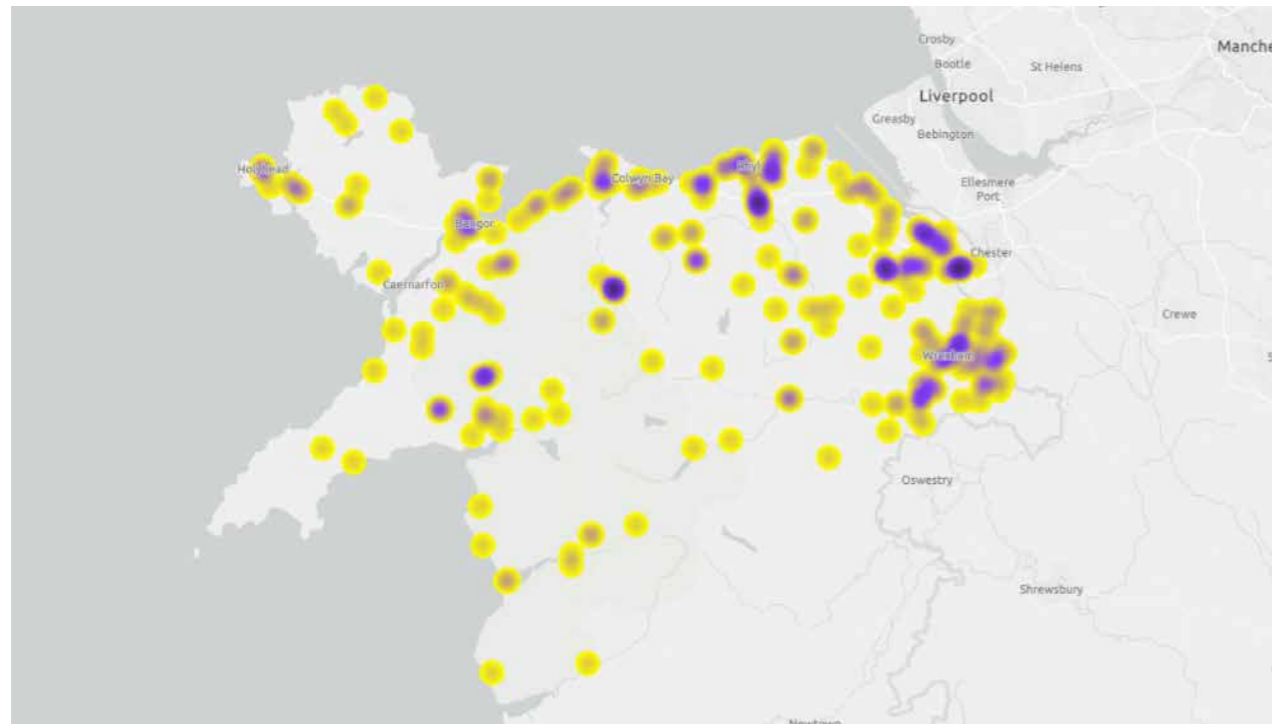 Crosby
Manche
Bootle
St Helens
Liverpool
Greasby
Bebington
Holyhead
Rhyl
Colwyn Bay
Ellesmere
Port
Bangor
Chester
Caernarfon
Crewe
Wrexham
Oswestry
Shrewsbury
Newtown